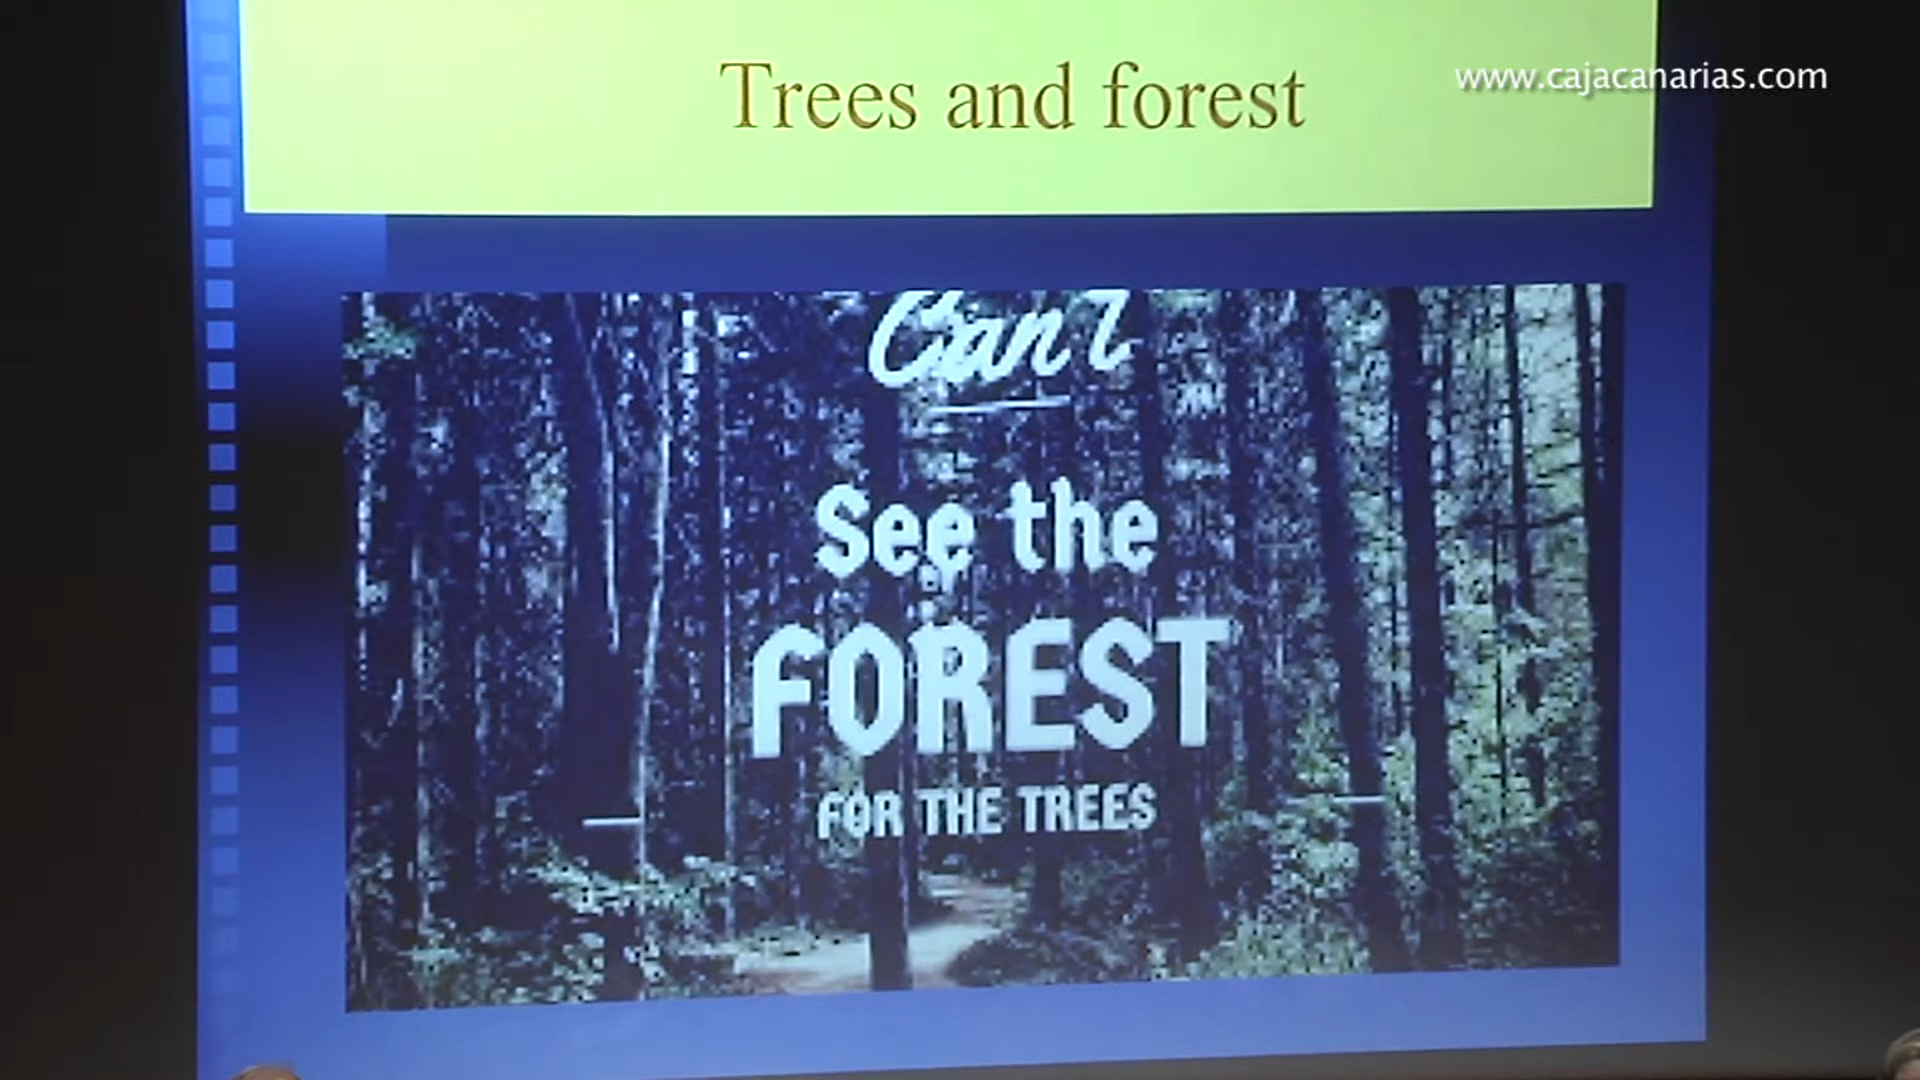 Trees and forest
www.cajacanarias.com
Can't
See the
FOREST
FOR THE TREES